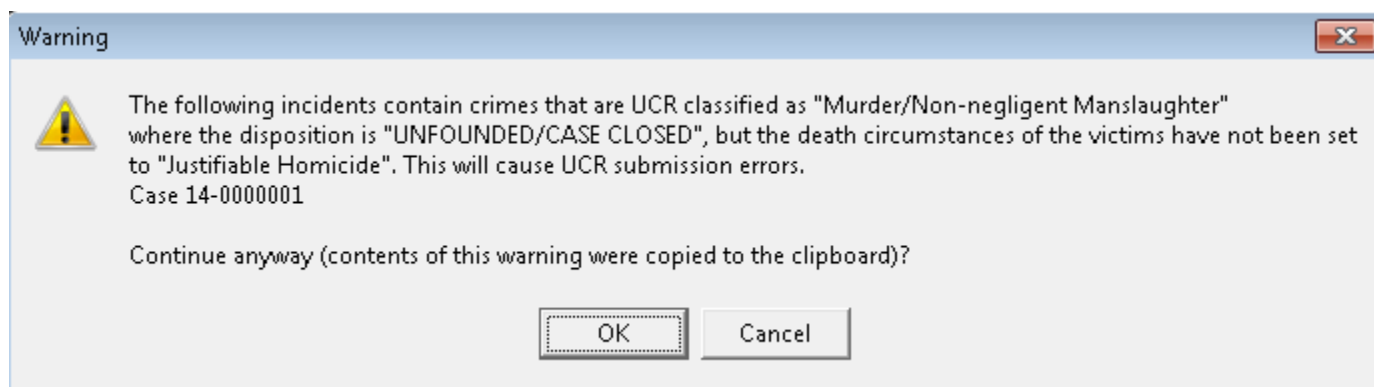 Warning
The following incidents contain crimes that are UCR classified as "Murder/Non-negligent Manslaughter"
where the disposition is "UNFOUNDED/CASE CLOSED", but the death circumstances of the victims have not been set
to "Justifiable Homicide". This will cause UCR submission errors.
Case 14-0000001
Continue anyway (contents of this warning were copied to the clipboard)?
OK Cancel